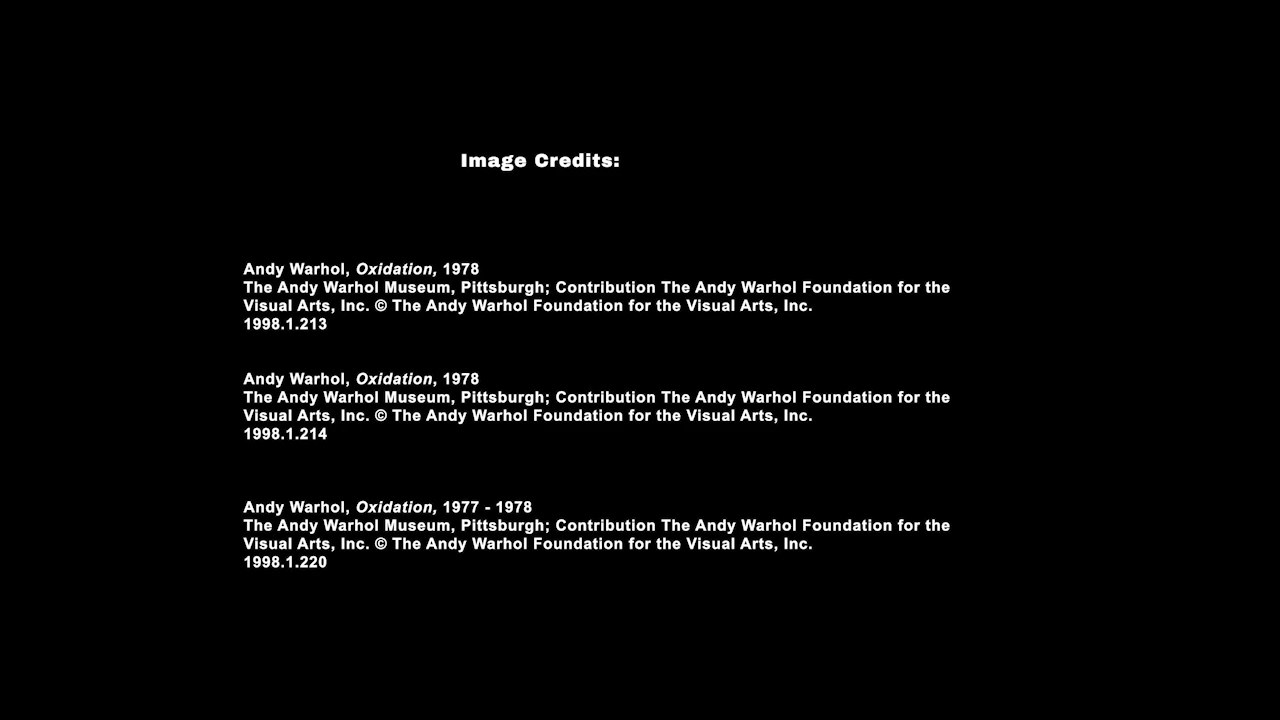 Image Credits:
Andy Warhol, Oxidation, 1978
The Andy Warhol Museum, Pittsburgh; Contribution The Andy Warhol Foundation for the
Visual Arts, Inc. © The Andy Warhol Foundation for the Visual Arts, Inc.
1998.1.213
Andy Warhol, Oxidation, 1978
The Andy Warhol Museum, Pittsburgh; Contribution The Andy Warhol Foundation for the
Visual Arts, Inc. © The Andy Warhol Foundation for the Visual Arts, Inc.
1998.1.214
Andy Warhol, Oxidation, 1977 - 1978
The Andy Warhol Museum, Pittsburgh; Contribution The Andy Warhol Foundation for the
Visual Arts, Inc. © The Andy Warhol Foundation for the Visual Arts, Inc.
1998.1.220